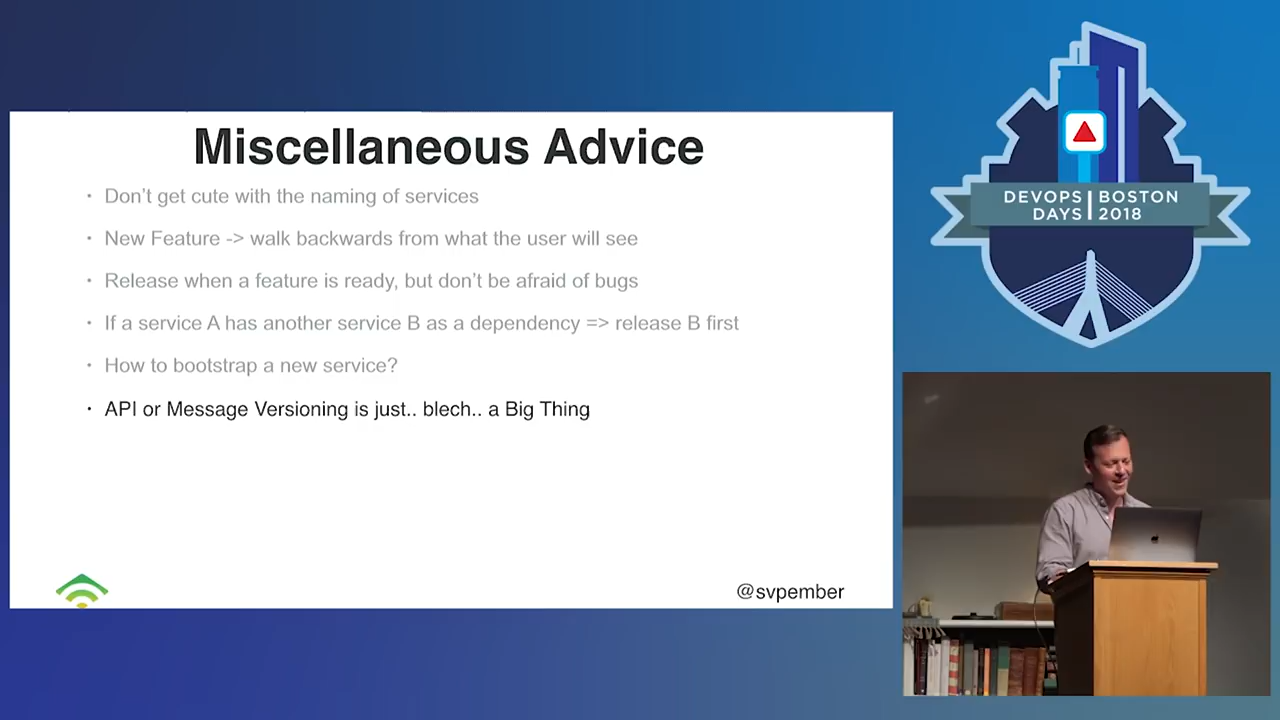 Miscellaneous Advice
· Don't get cute with the naming of services
· New Feature -> walk backwards from what the user will see
· Release when a feature is ready, but don't be afraid of bugs
· If a service A has another service B as a dependency => release B first
· How to bootstrap a new service?
· API or Message Versioning is just.. blech.. a Big Thing
@svpember
DEVOPS BOSTON
DAYS 2018